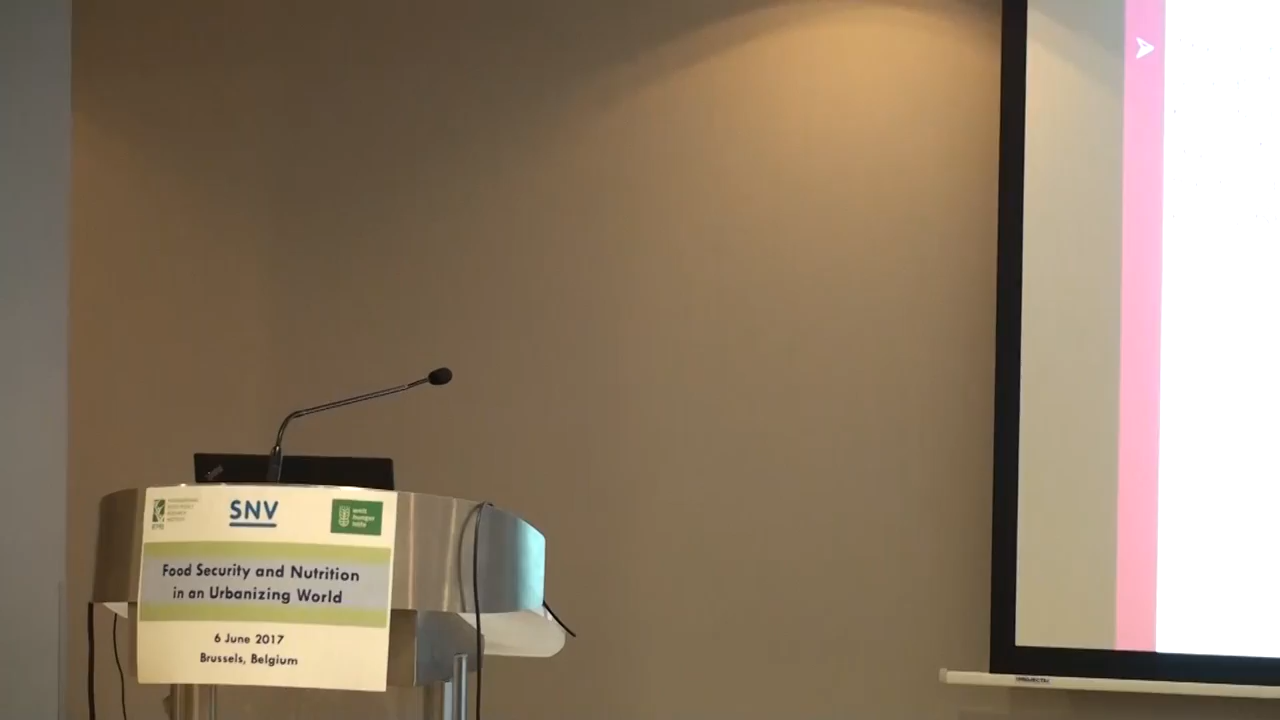 SNV
Food Security and Nutrition
in an Urbanizing World
6 June 2017
Brussels, Belgium